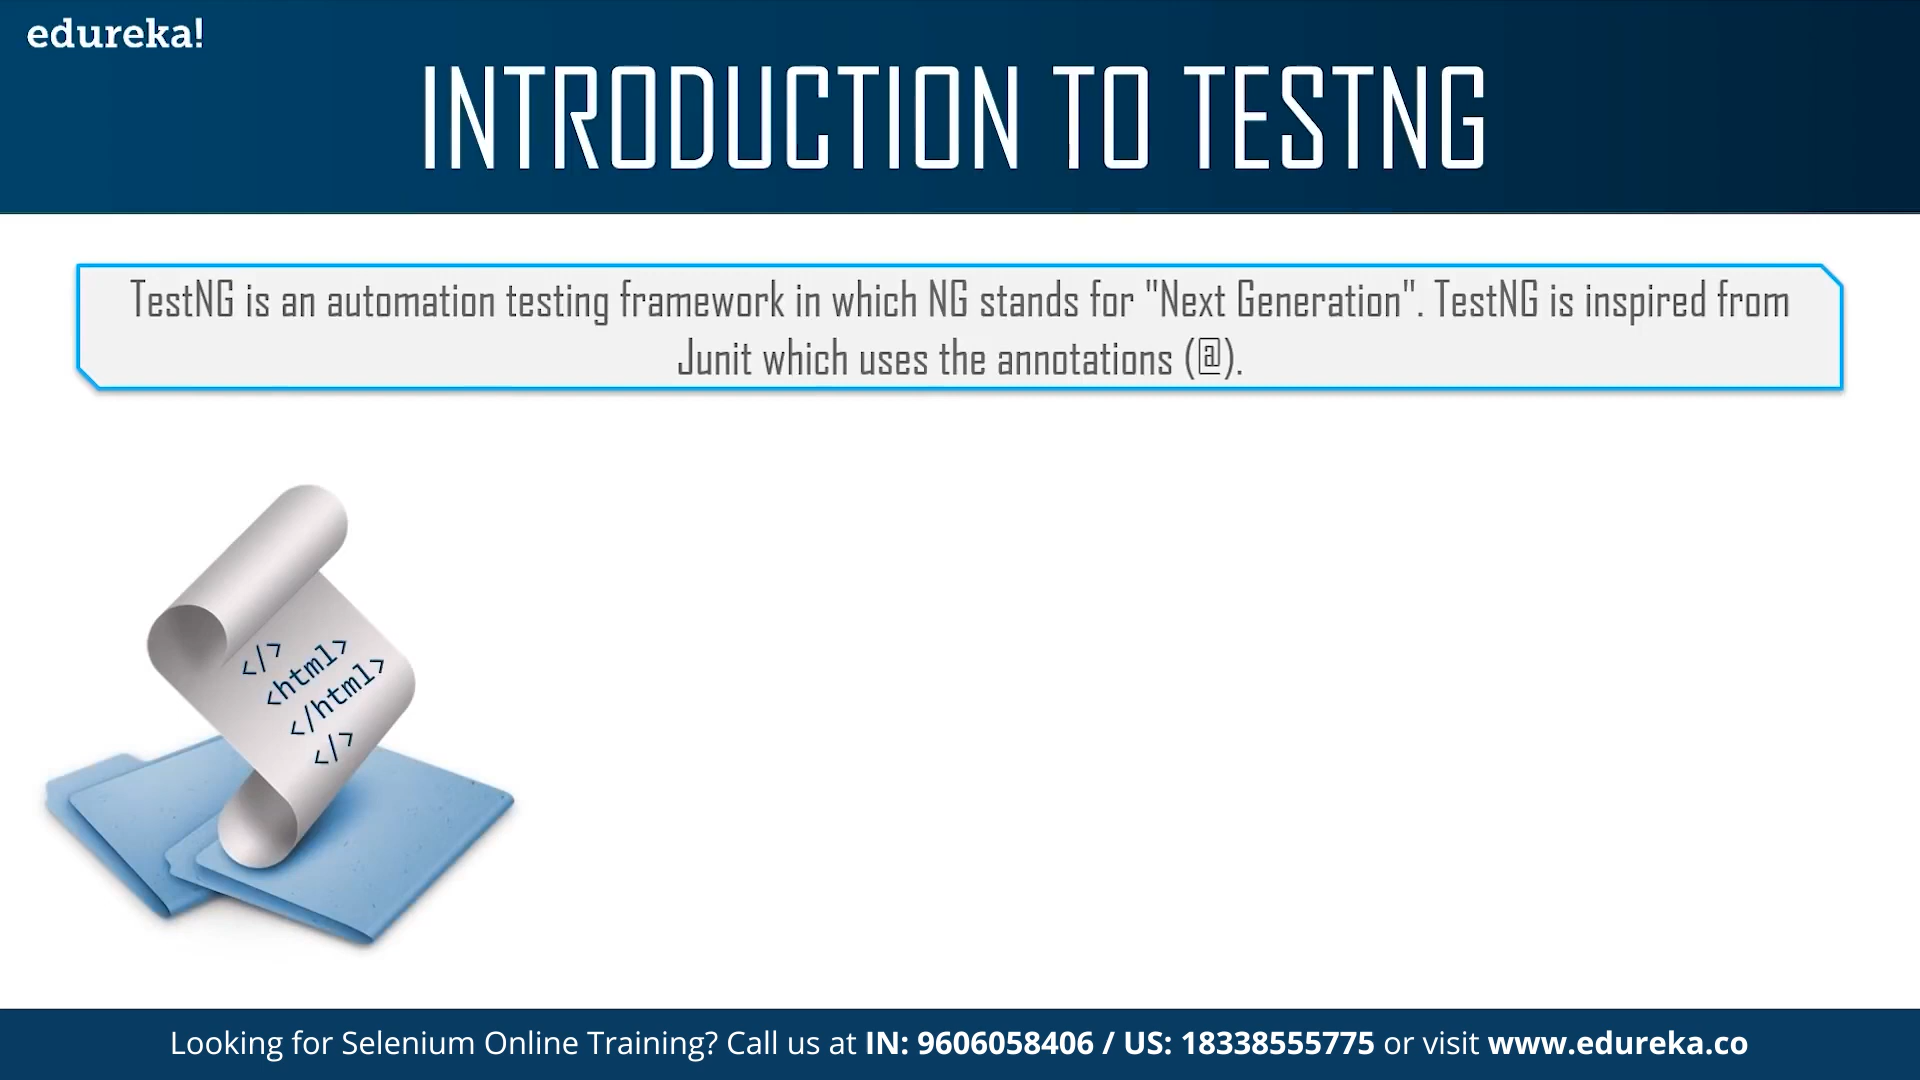 edureka!
INTRODUCTION TO TESTNG
TestNG is an automation testing framework in which NG stands for "Next Generation". TestNG is inspired from
Junit which uses the annotations (@).
</>
<html>
</html>
</>
Looking for Selenium Online Training? Call us at IN: 9606058406 / US: 18338555775 or visit www.edureka.co